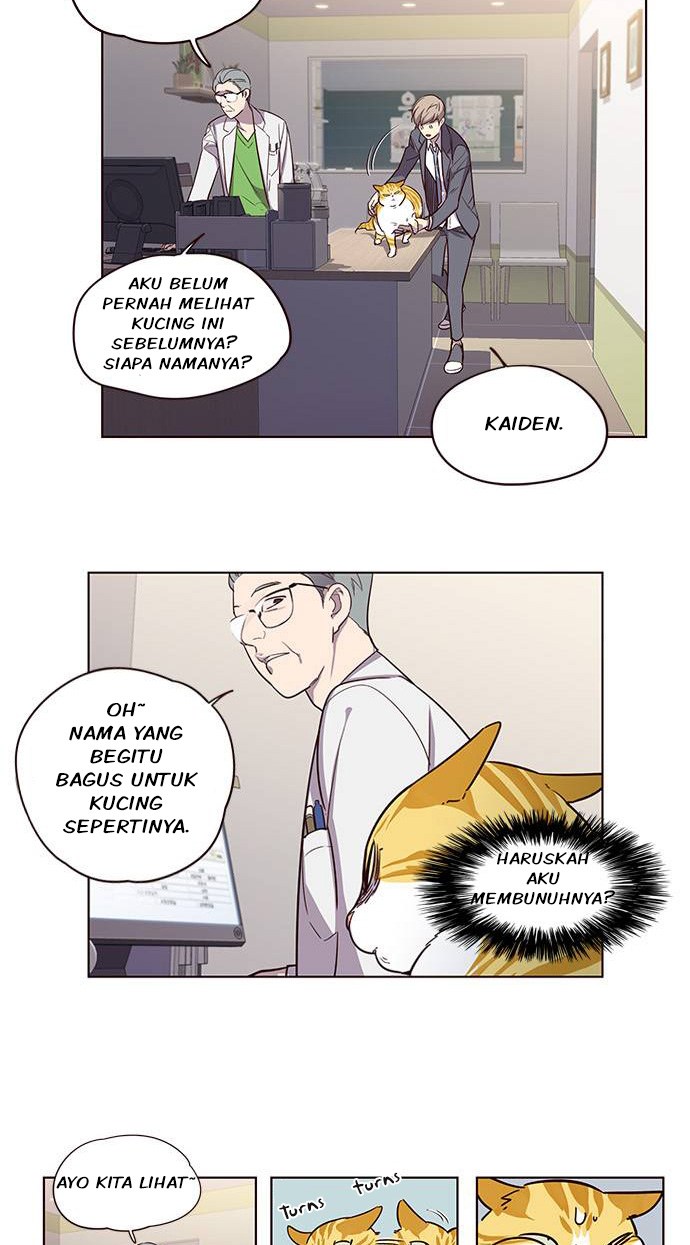 AKU BELUM
PERNAH MELIHAT
KUCING INI
SEBELUMNYA?
SIAPA NAMANYA?
KAIDEN.
OH~
NAMA YANG
BEGITU
BAGUS UNTUK
KUCING
SEPERTINYA.
HARUSKAH
AKU
MEMBUNUHNYA?
AYO KITA LIHAT~
turns
turns